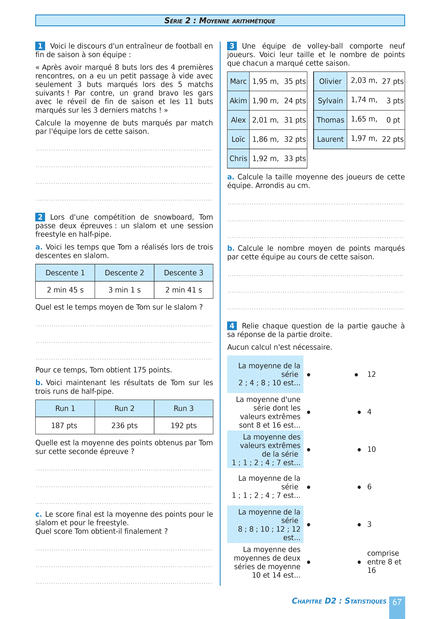 SÉRIE 2 : MOYENNE ARITHMÉTIQUE
1 Voici le discours d'un entraîneur de football en
fin de saison à son équipe :
« Après avoir marqué 8 buts lors des 4 premières
rencontres, on a eu un petit passage à vide avec
seulement 3 buts marqués lors des 5 matchs
suivants ! Par contre, un grand bravo les gars
avec le réveil de fin de saison et les 11 buts
marqués sur les 3 derniers matchs ! »
Calcule la moyenne de buts marqués par match
par l'équipe lors de cette saison.
2 Lors d'une compétition de snowboard, Tom
passe deux épreuves : un slalom et une session
freestyle en half-pipe.
a. Voici les temps que Tom a réalisés lors de trois
descentes en slalom.
Descente 1 Descente 2 Descente 3
2 min 45 s 3 min 1 s 2 min 41 s
Quel est le temps moyen de Tom sur le slalom ?
Pour ce temps, Tom obtient 175 points.
b. Voici maintenant les résultats de Tom sur les
trois runs de half-pipe.
Run 1 Run 2 Run 3
187 pts 236 pts 192 pts
Quelle est la moyenne des points obtenus par Tom
sur cette seconde épreuve ?
c. Le score final est la moyenne des points pour le
slalom et pour le freestyle.
Quel score Tom obtient-il finalement ?
3 Une équipe de volley-ball comporte neuf
joueurs. Voici leur taille et le nombre de points
que chacun a marqué cette saison.
Marc 1,95 m, 35 pts Olivier 2,03 m, 27 pts
Akim 1,90 m, 24 pts Sylvain 1,74 m, 3 pts
Alex 2,01 m, 31 pts Thomas 1,65 m, 0 pt
Loïc 1,86 m, 32 pts Laurent 1,97 m, 22 pts
Chris 1,92 m, 33 pts
a. Calcule la taille moyenne des joueurs de cette
équipe. Arrondis au cm.
b. Calcule le nombre moyen de points marqués
par cette équipe au cours de cette saison.
4 Relie chaque question de la partie gauche à
sa réponse de la partie droite.
Aucun calcul n'est nécessaire.
La moyenne de la
série
2 ; 4 ; 8 ; 10 est...
12
La moyenne d'une
série dont les
valeurs extrêmes
sont 8 et 16 est...
4
La moyenne des
valeurs extrêmes
de la série
1 ; 1 ; 2 ; 4 ; 7 est...
10
La moyenne de la
série
1 ; 1 ; 2 ; 4 ; 7 est...
6
La moyenne de la
série
8 ; 8 ; 10 ; 12 ; 12
est...
3
La moyenne des
moyennes de deux
séries de moyenne
10 et 14 est...
comprise
entre 8 et
16
CHAPITRE D2 : STATISTIQUES 67